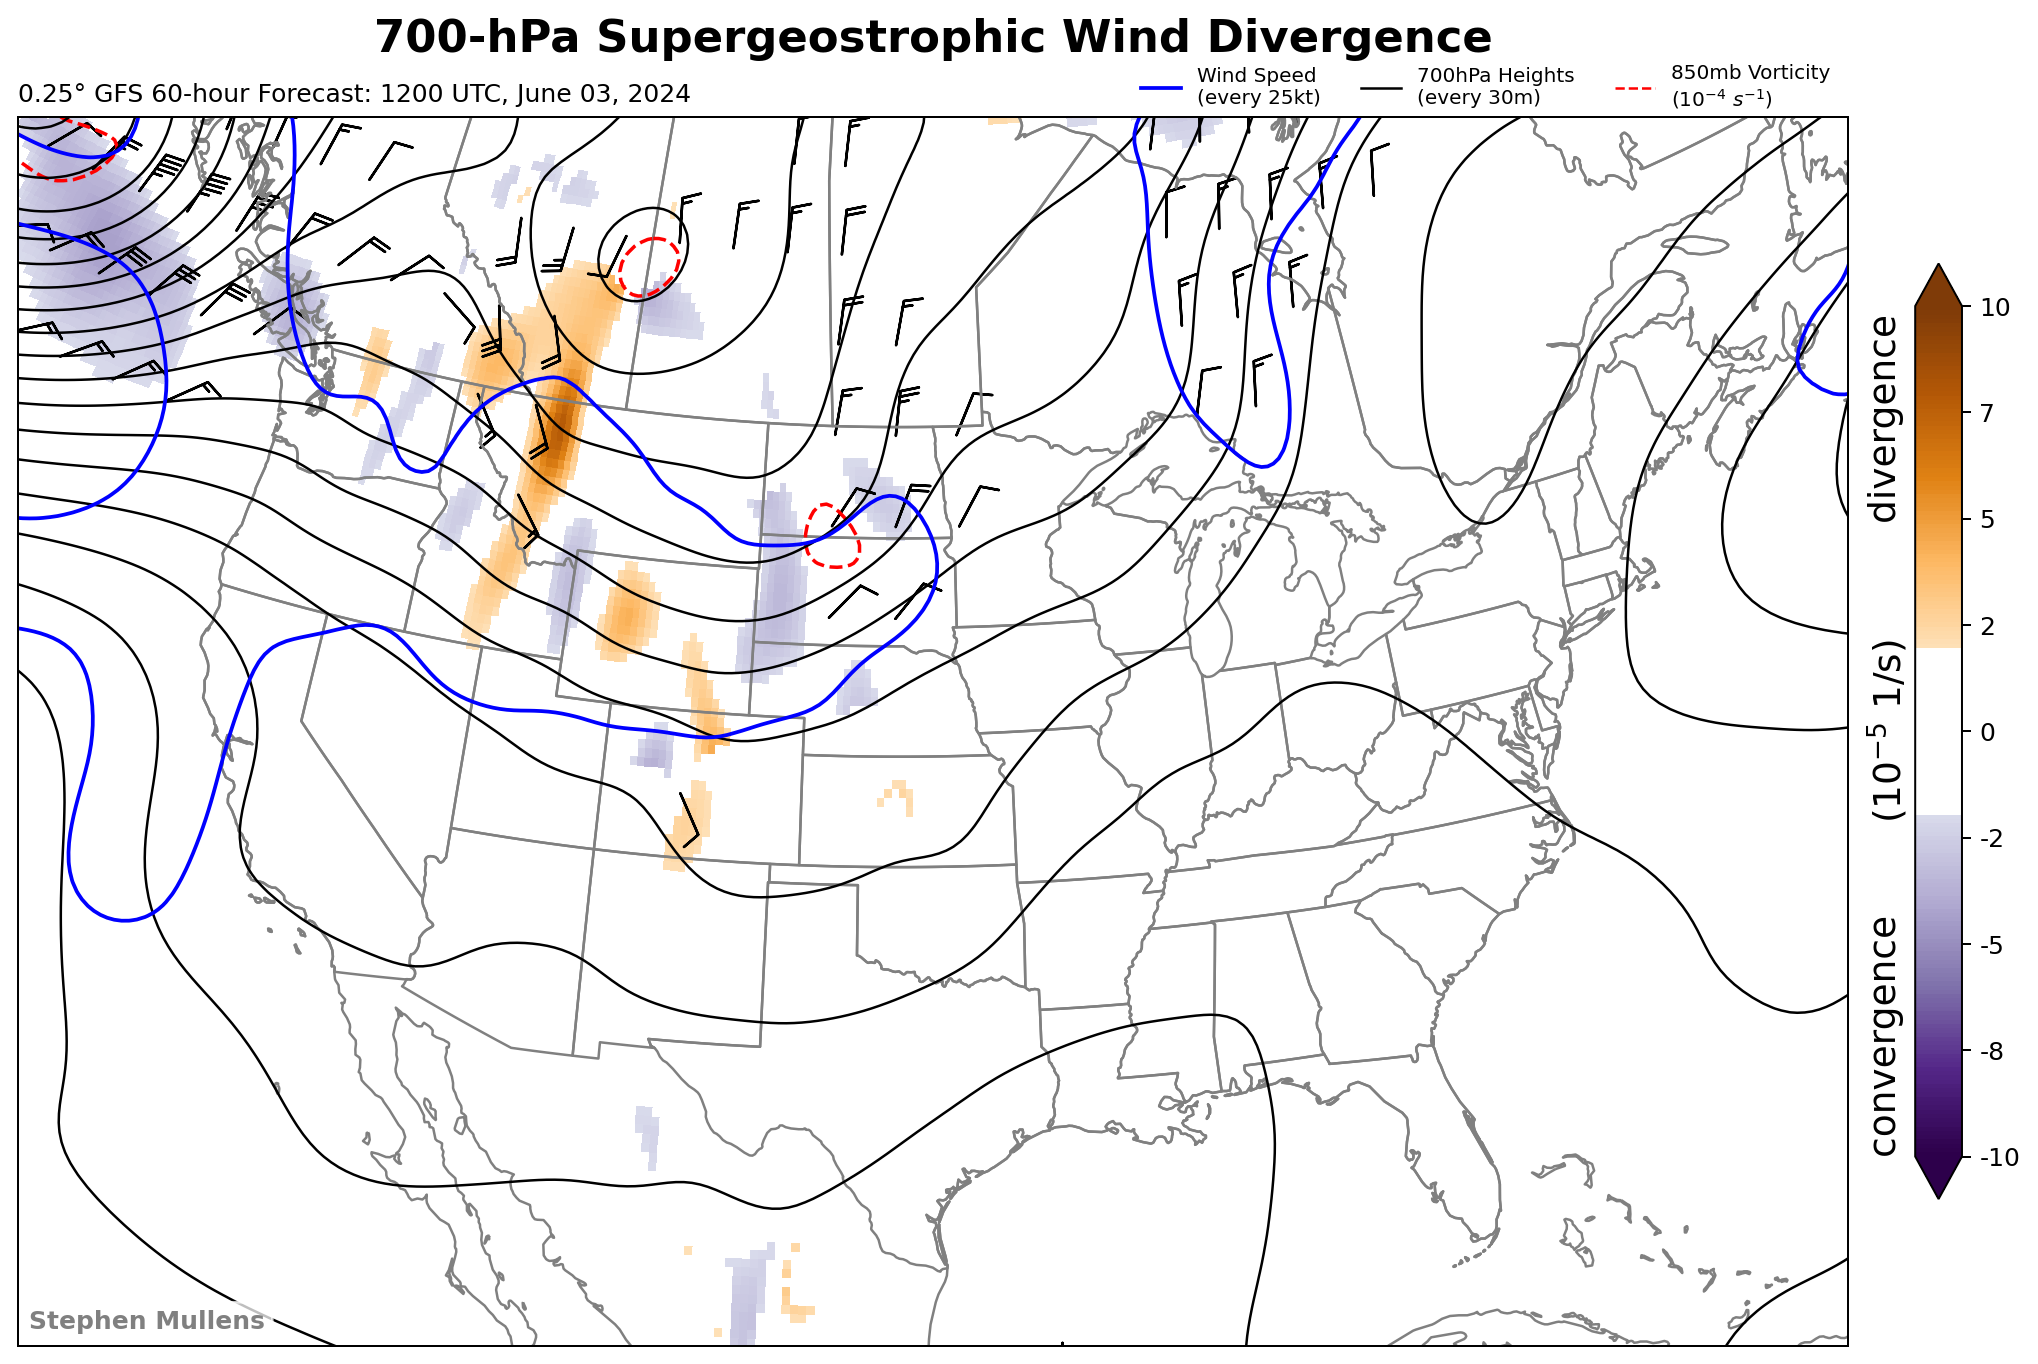 700-hPa Supergeostrophic Wind Divergence
0.25° GFS 60-hour Forecast: 1200 UTC, June 03, 2024
Wind Speed
(every 25kt)
700hPa Heights
(every 30m)
850mb Vorticity
(10⁻⁴ s⁻¹)
10
7
5
2
0
-2
-5
-8
-10
convergence (10⁻⁵ 1/s) divergence
Stephen Mullens